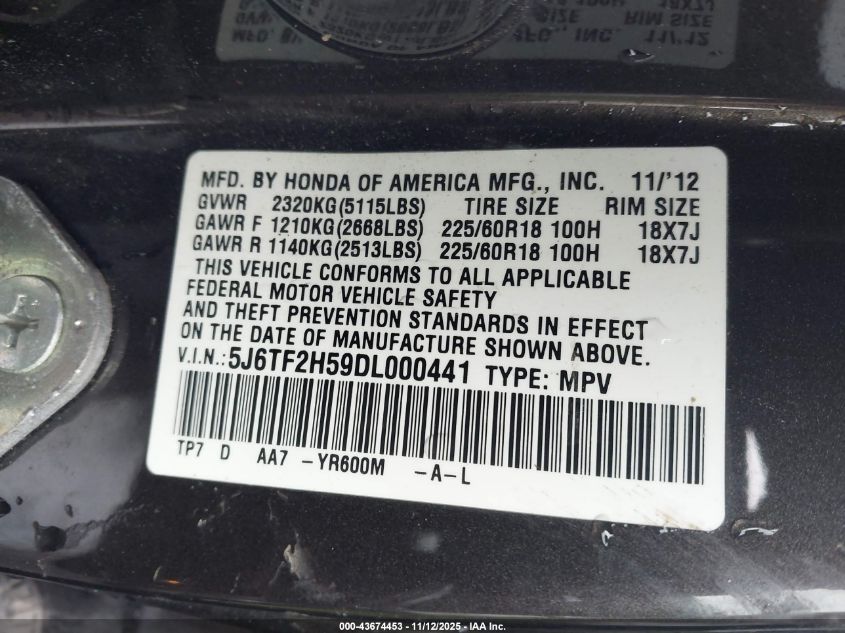 MFD. BY HONDA OF AMERICA MFG., INC. 11/'12
GVWR 2320KG(5115LBS) TIRE SIZE RIM SIZE
GAWR F 1210KG(2668LBS) 225/60R18 100H 18X7J
GAWR R 1140KG(2513LBS) 225/60R18 100H 18X7J
THIS VEHICLE CONFORMS TO ALL APPLICABLE
FEDERAL MOTOR VEHICLE SAFETY
AND THEFT PREVENTION STANDARDS IN EFFECT
ON THE DATE OF MANUFACTURE SHOWN ABOVE.
V.I.N.:5J6TF2H59DL000441 TYPE: MPV
TP7 D AA7 -YR600M -A-L
000-43674453 - 11/12/2025 - IAA Inc.